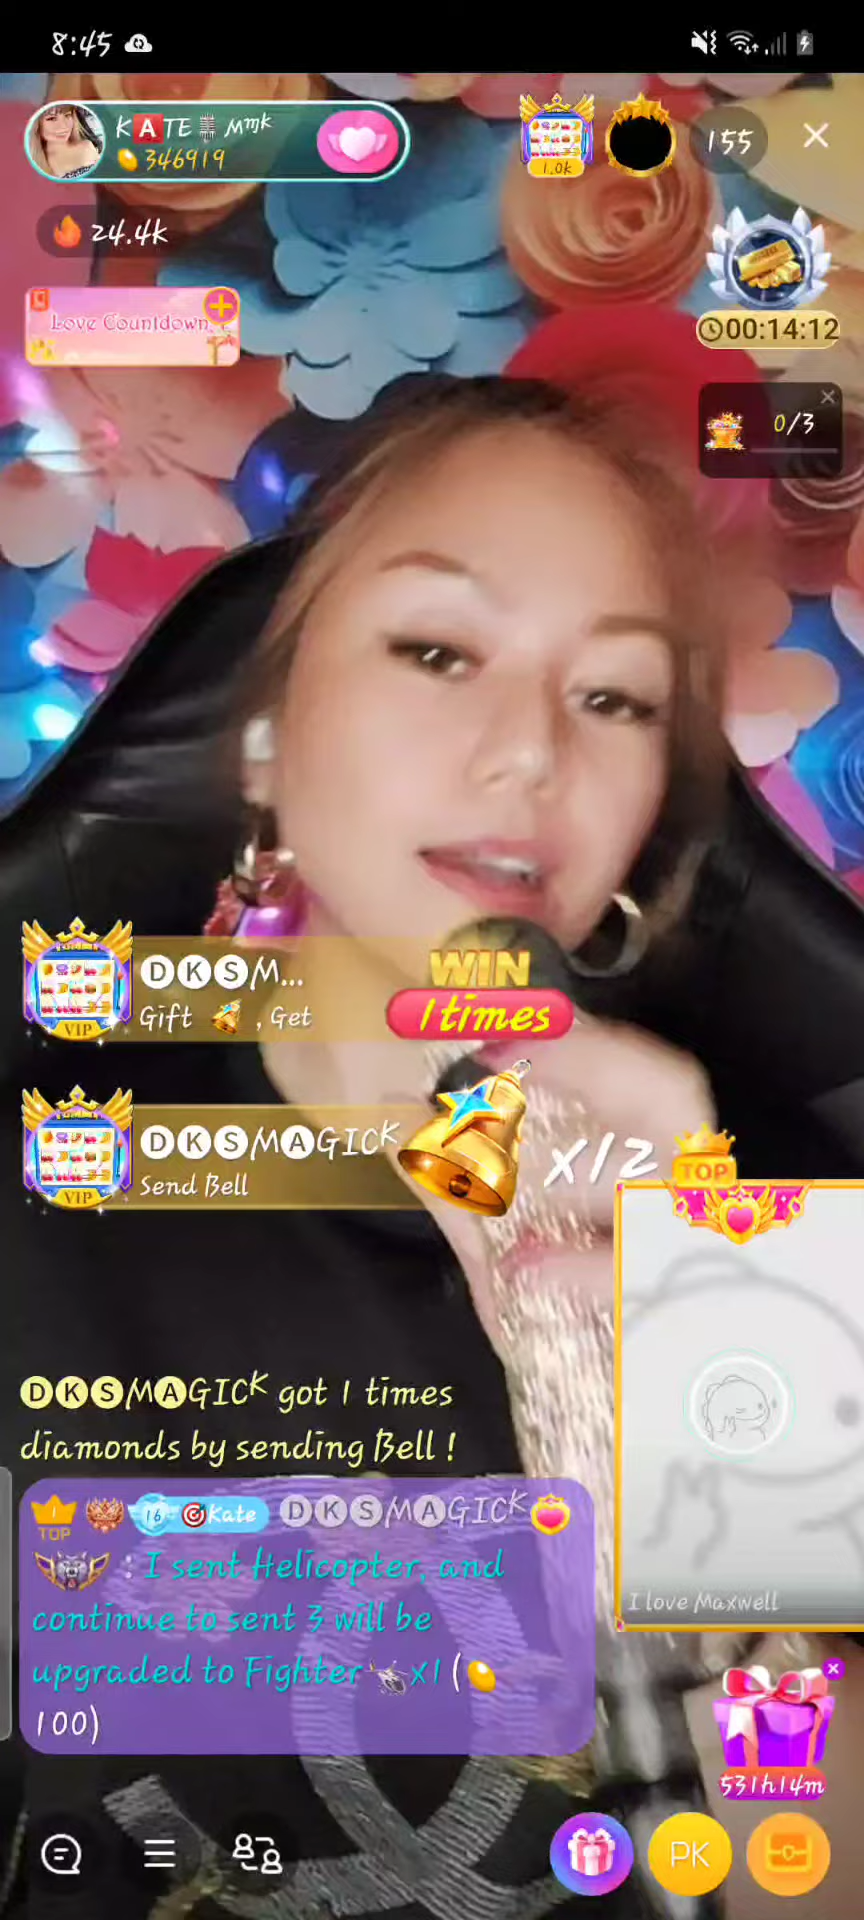 8:45
KATE Mmk
346919
1.0k
155
24.4k
Love Countdown
00:14:12
0/3
DKSM...
Gift , Get
WIN
1 times
VIP
DKSMAGICK
Send Bell
x12
VIP
TOP
DKSMAGICK got 1 times
diamonds by sending Bell !
1 TOP 16 Kate DKSMAGICK
: I sent Helicopter, and
continue to sent 3 will be
upgraded to Fighter x1 (
100)
I love Maxwell
531h14m
PK